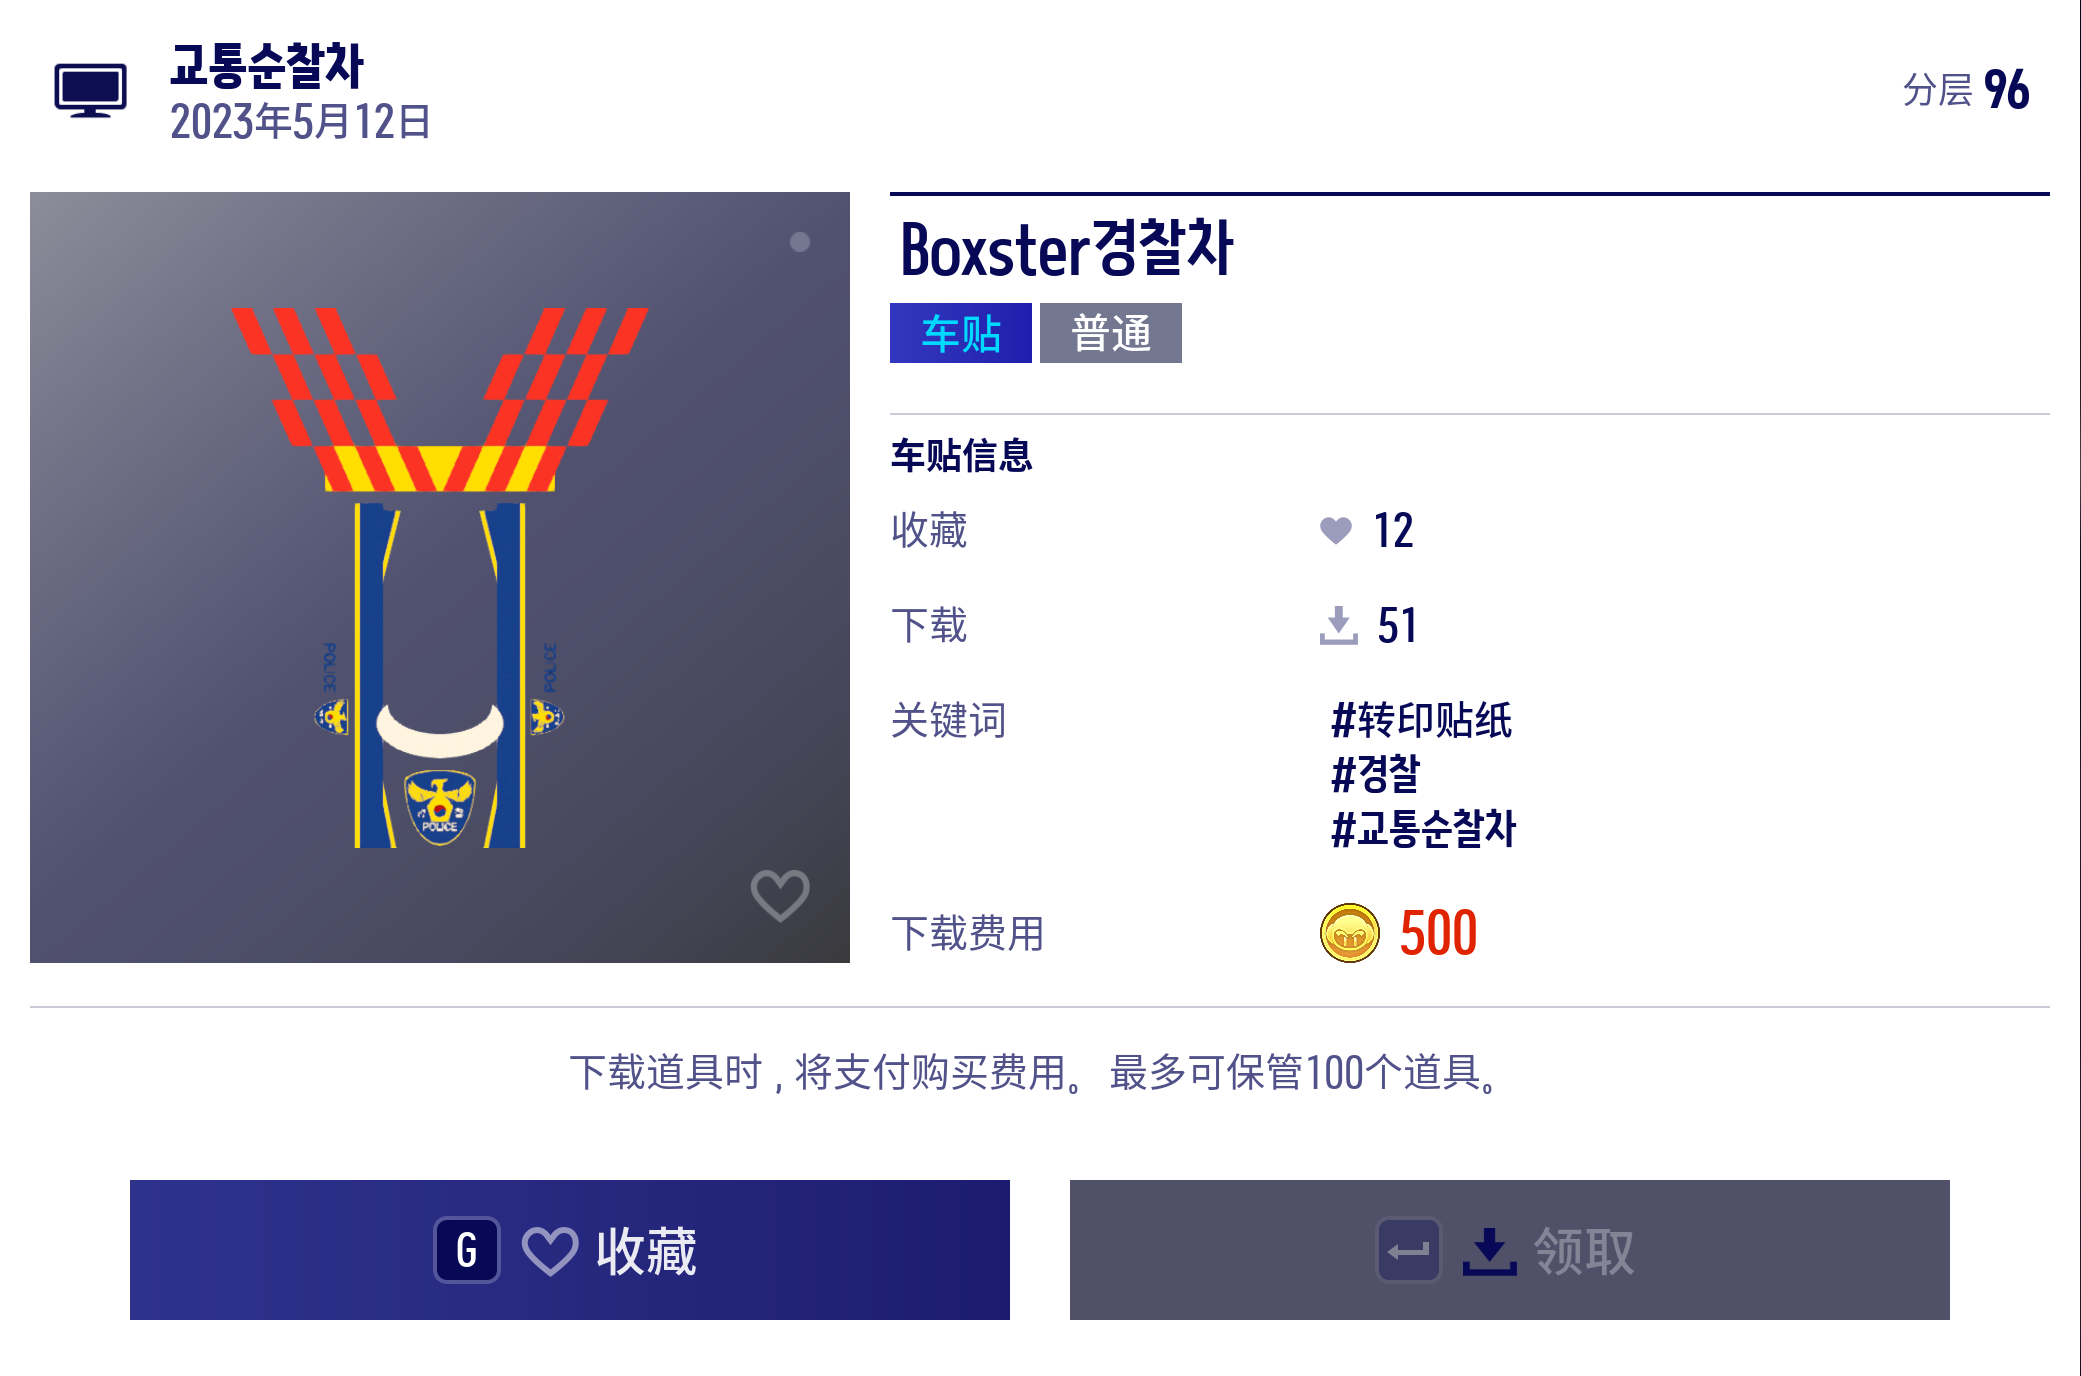 교통순찰차
2023年5月12日
分层 96
Boxster경찰차
车贴 普通
车贴信息
收藏 12
下载 51
关键词 #转印贴纸
#경찰
#교통순찰차
下载费用 500
POLICE
POLICE
POLICE
下载道具时 , 将支付购买费用。 最多可保管100个道具。
G 收藏
领取